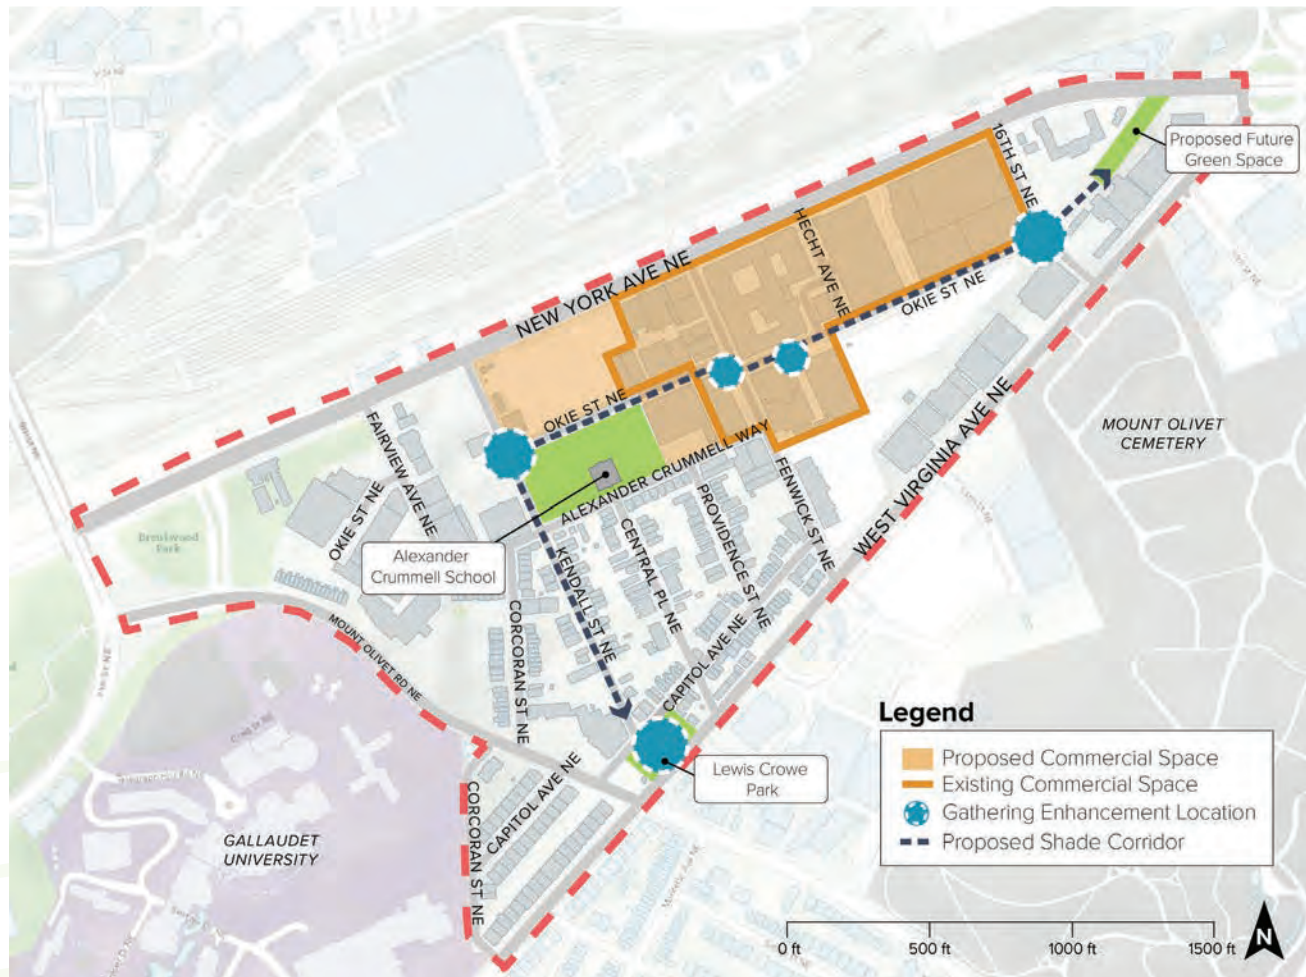 V ST NE
16TH ST NE
Proposed Future
Green Space
HECHT AVE NE
NEW YORK AVE NE
OKIE ST NE
OKIE ST NE
MOUNT OLIVET
CEMETERY
FAIRVIEW AVE NE
ALEXANDER CRUMMELL WAY
WEST VIRGINIA AVE NE
FENWICK ST NE
PROVIDENCE ST NE
OKIE ST NE
Brentwood
Park
Alexander
Crummell School
CENTRAL PL NE
KENDALL ST NE
CORCORAN ST NE
CAPITOL AVE NE
MOUNT OLIVET RD NE
Lewis Crowe
Park
CAPITOL AVE NE
CORCORAN ST NE
GALLAUDET
UNIVERSITY
Legend
Proposed Commercial Space
Existing Commercial Space
Gathering Enhancement Location
Proposed Shade Corridor
0 ft
500 ft
1000 ft
1500 ft
N